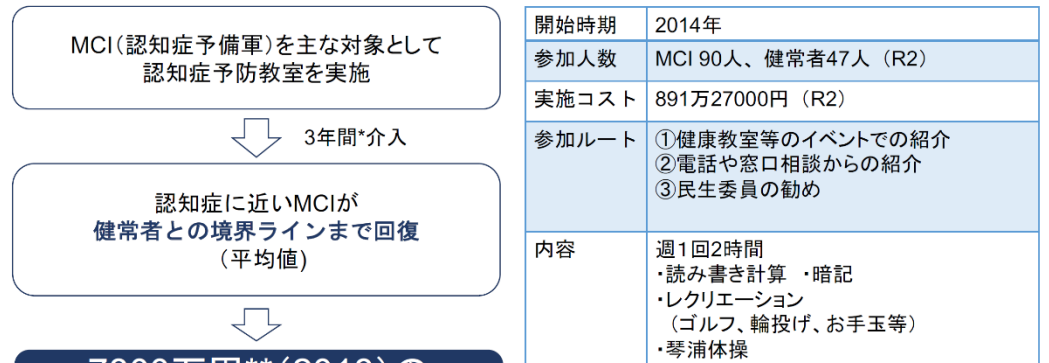 MCI（認知症予備軍）を主な対象として
認知症予防教室を実施
3年間*介入
認知症に近いMCIが
健常者との境界ラインまで回復
（平均値)
開始時期 2014年
参加人数 MCI 90人、健常者47人（R2）
実施コスト 891万27000円（R2）
参加ルート ①健康教室等のイベントでの紹介
②電話や窓口相談からの紹介
③民生委員の勧め
内容 週1回2時間
・読み書き計算 ・暗記
・レクリエーション
（ゴルフ、輪投げ、お手玉等）
・琴浦体操